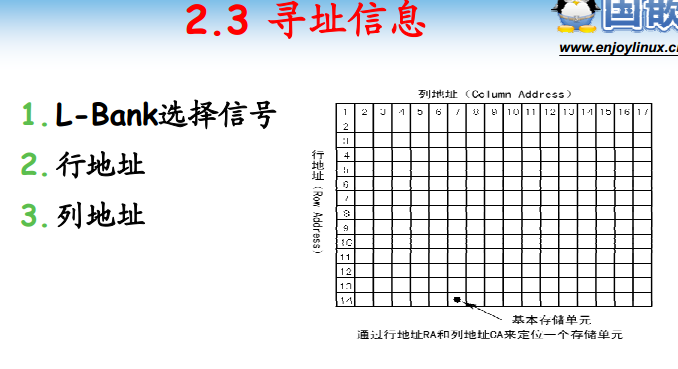 2.3 寻址信息
国嵌
www.enjoylinux.c
1. L-Bank选择信号
2. 行地址
3. 列地址
列地址（Column Address）
1 2 3 4 5 6 7 8 9 10 11 12 13 14 15 16 17
2
3
4
5
6
7
8
9
10
11
12
13
14
行地址（Row Address）
基本存储单元
通过行地址RA和列地址CA来定位一个存储单元